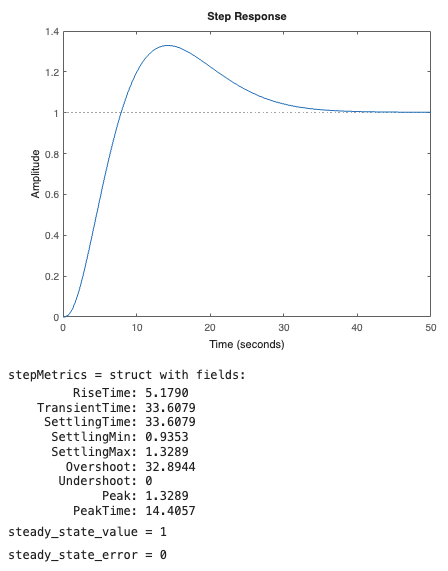 Step Response
1.4
1.2
1
0.8
0.6
0.4
0.2
0
Amplitude
0 10 20 30 40 50
Time (seconds)
stepMetrics = struct with fields:
RiseTime: 5.1790
TransientTime: 33.6079
SettlingTime: 33.6079
SettlingMin: 0.9353
SettlingMax: 1.3289
Overshoot: 32.8944
Undershoot: 0
Peak: 1.3289
PeakTime: 14.4057
steady_state_value = 1
steady_state_error = 0